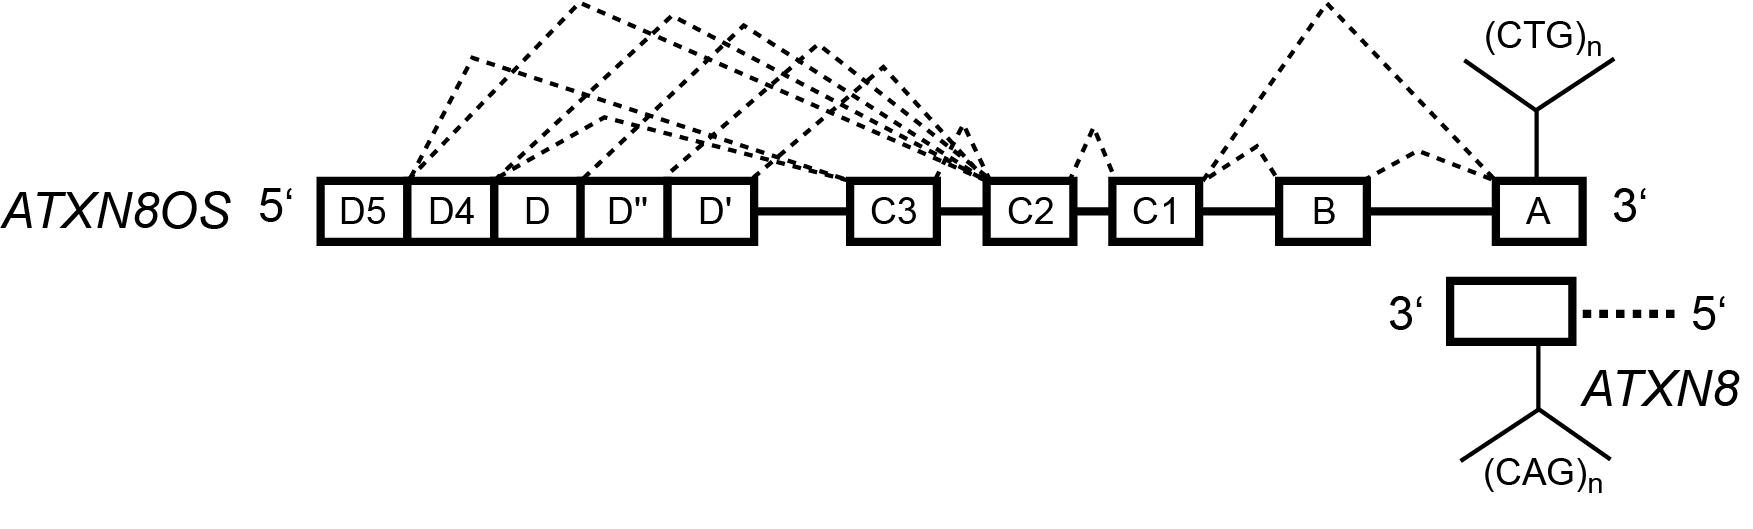 (CTG)n
ATXN8OS 5‘ D5 D4 D D" D' C3 C2 C1 B A 3‘
3‘ 5‘
ATXN8
(CAG)n